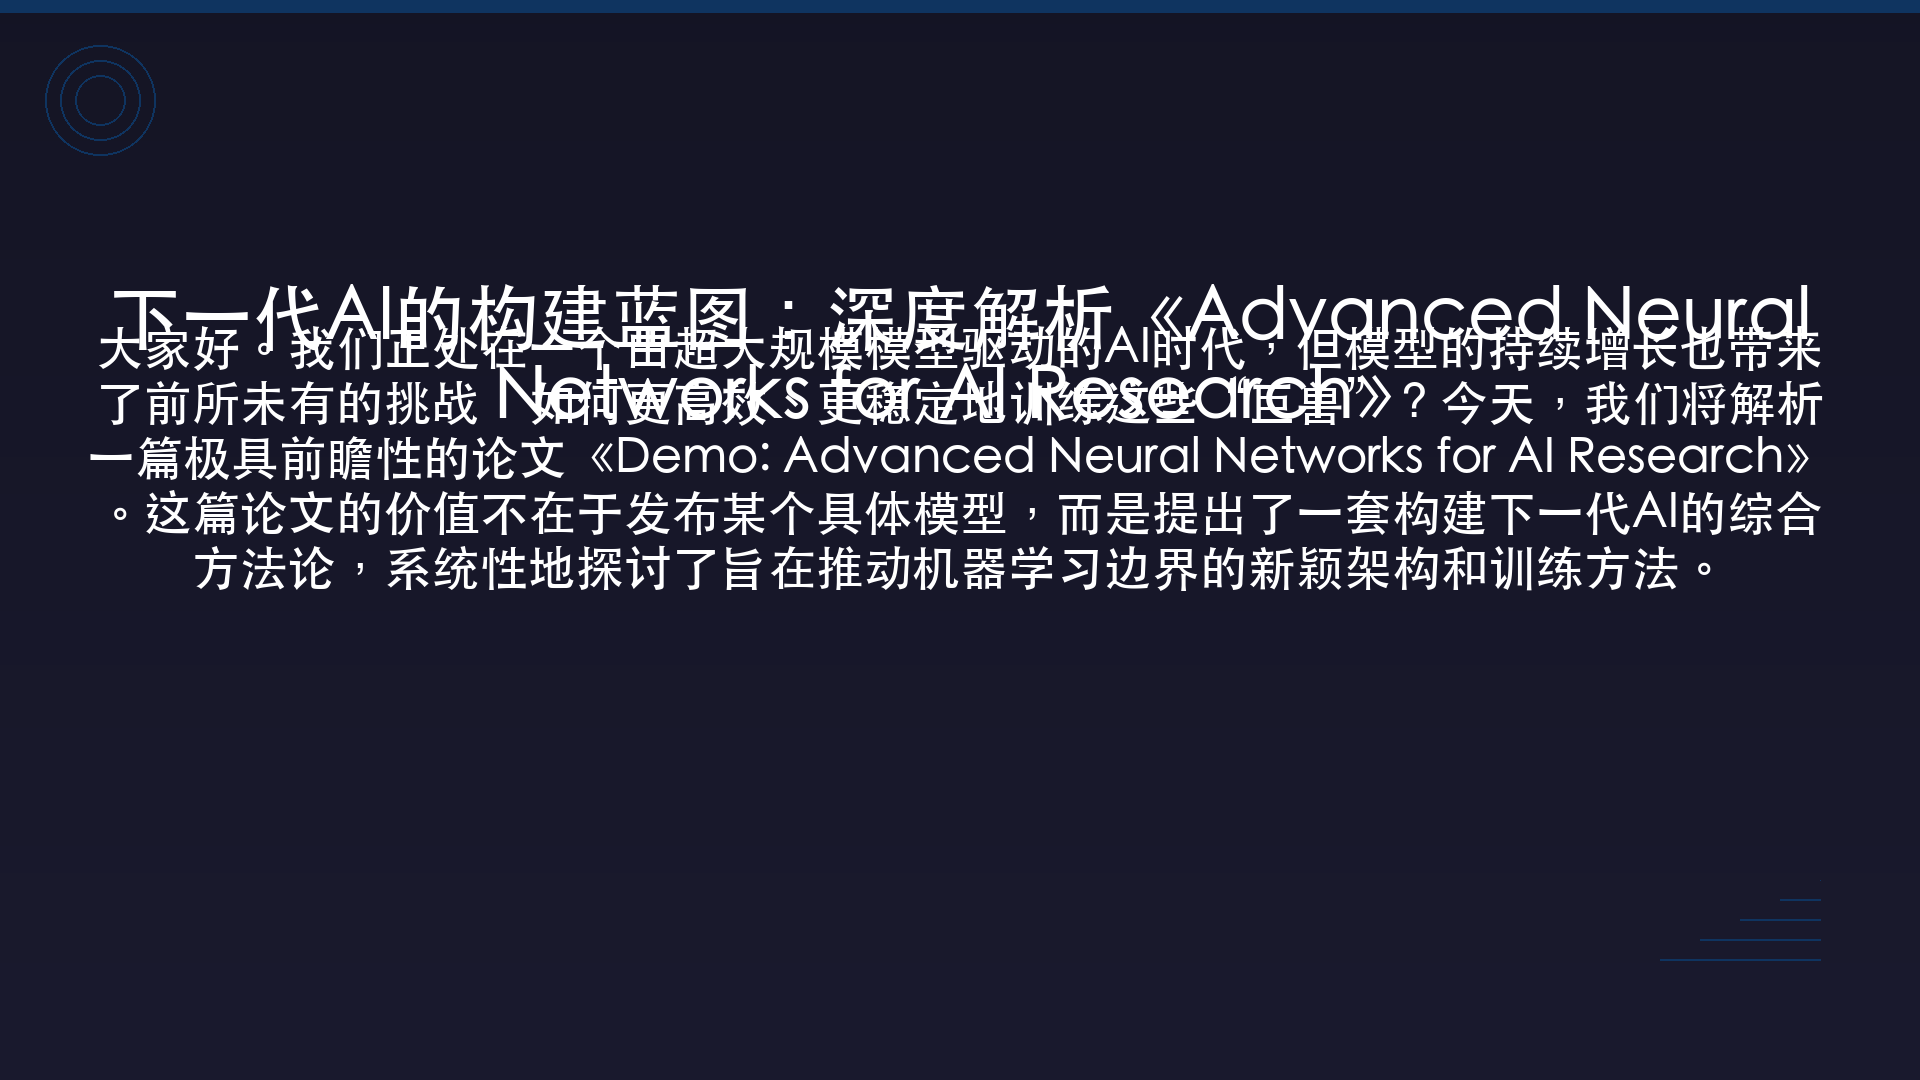 下一代AI的构建蓝图：深度解析《Advanced Neural
Networks for AI Research》
大家好。我们正处在一个由超大规模模型驱动的AI时代，但模型的持续增长也带来
了前所未有的挑战：如何更高效、更稳定地训练这些“巨兽”？今天，我们将解析
一篇极具前瞻性的论文《Demo: Advanced Neural Networks for AI Research》
。这篇论文的价值不在于发布某个具体模型，而是提出了一套构建下一代AI的综合
方法论，系统性地探讨了旨在推动机器学习边界的新颖架构和训练方法。